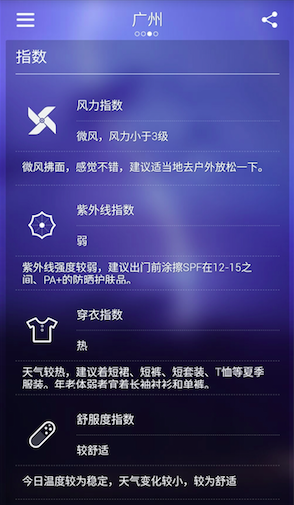 广州
指数
风力指数
微风，风力小于3级
微风拂面，感觉不错，建议适当地去户外放松一下。
紫外线指数
弱
紫外线强度较弱，建议出门前涂擦SPF在12-15之
间、PA+的防晒护肤品。
穿衣指数
热
天气较热，建议着短裙、短裤、短套装、T恤等夏季
服装。年老体弱者宜着长袖衬衫和单裤。
舒服度指数
较舒适
今日温度较为稳定，天气变化较小，较为舒适